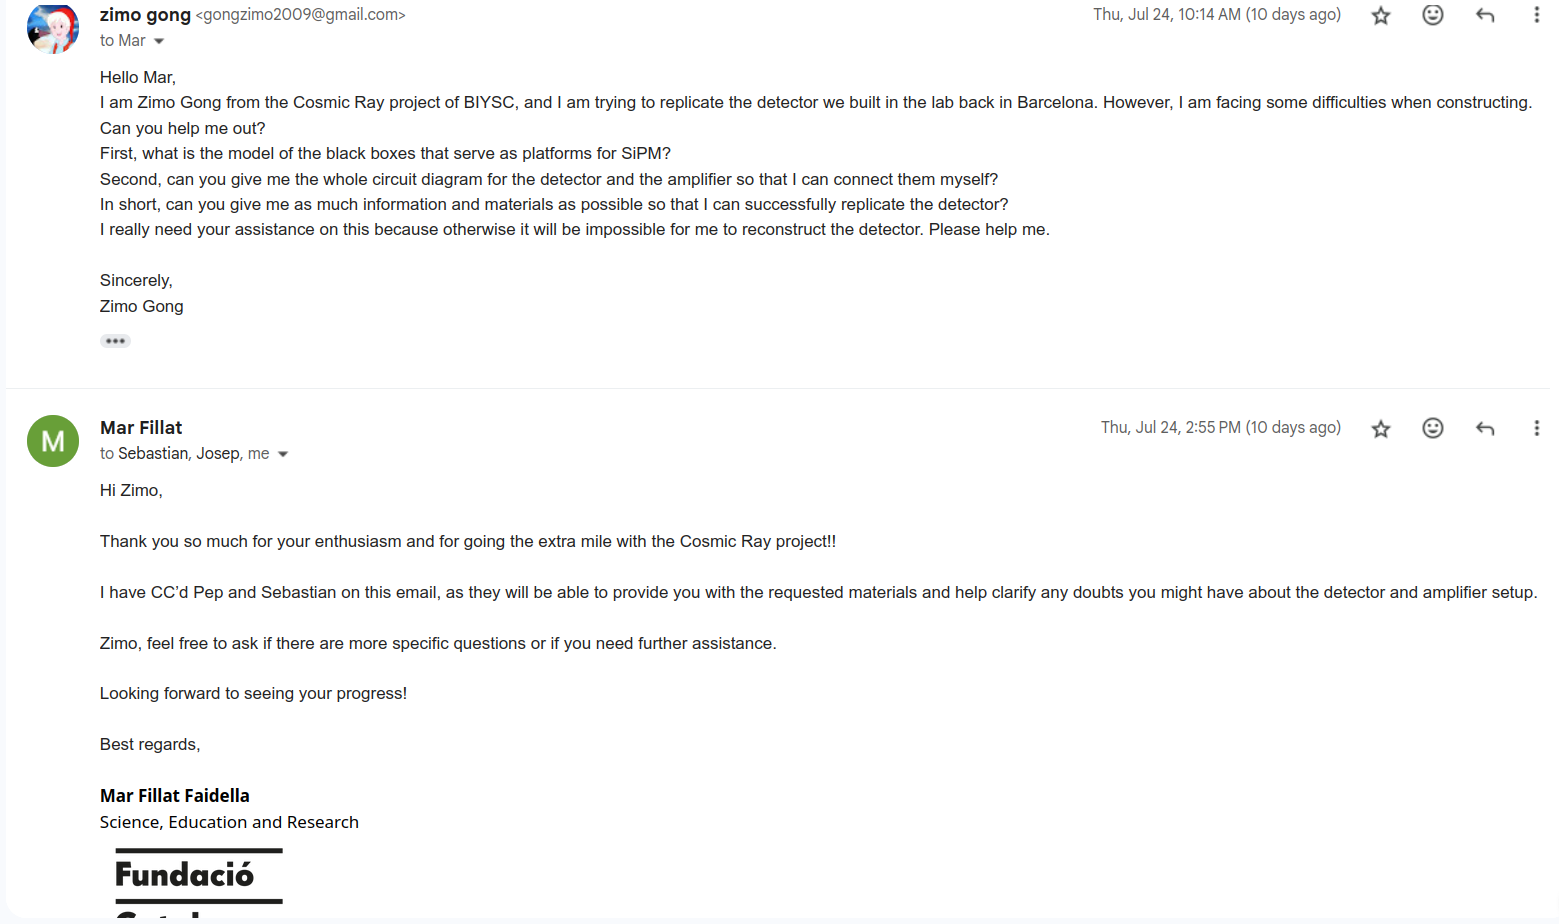 zimo gong <gongzimo2009@gmail.com>
Thu, Jul 24, 10:14 AM (10 days ago)
to Mar
Hello Mar,
I am Zimo Gong from the Cosmic Ray project of BIYSC, and I am trying to replicate the detector we built in the lab back in Barcelona. However, I am facing some difficulties when constructing.
Can you help me out?
First, what is the model of the black boxes that serve as platforms for SiPM?
Second, can you give me the whole circuit diagram for the detector and the amplifier so that I can connect them myself?
In short, can you give me as much information and materials as possible so that I can successfully replicate the detector?
I really need your assistance on this because otherwise it will be impossible for me to reconstruct the detector. Please help me.
Sincerely,
Zimo Gong
M
Mar Fillat
Thu, Jul 24, 2:55 PM (10 days ago)
to Sebastian, Josep, me
Hi Zimo,
Thank you so much for your enthusiasm and for going the extra mile with the Cosmic Ray project!!
I have CC’d Pep and Sebastian on this email, as they will be able to provide you with the requested materials and help clarify any doubts you might have about the detector and amplifier setup.
Zimo, feel free to ask if there are more specific questions or if you need further assistance.
Looking forward to seeing your progress!
Best regards,
Mar Fillat Faidella
Science, Education and Research
Fundació